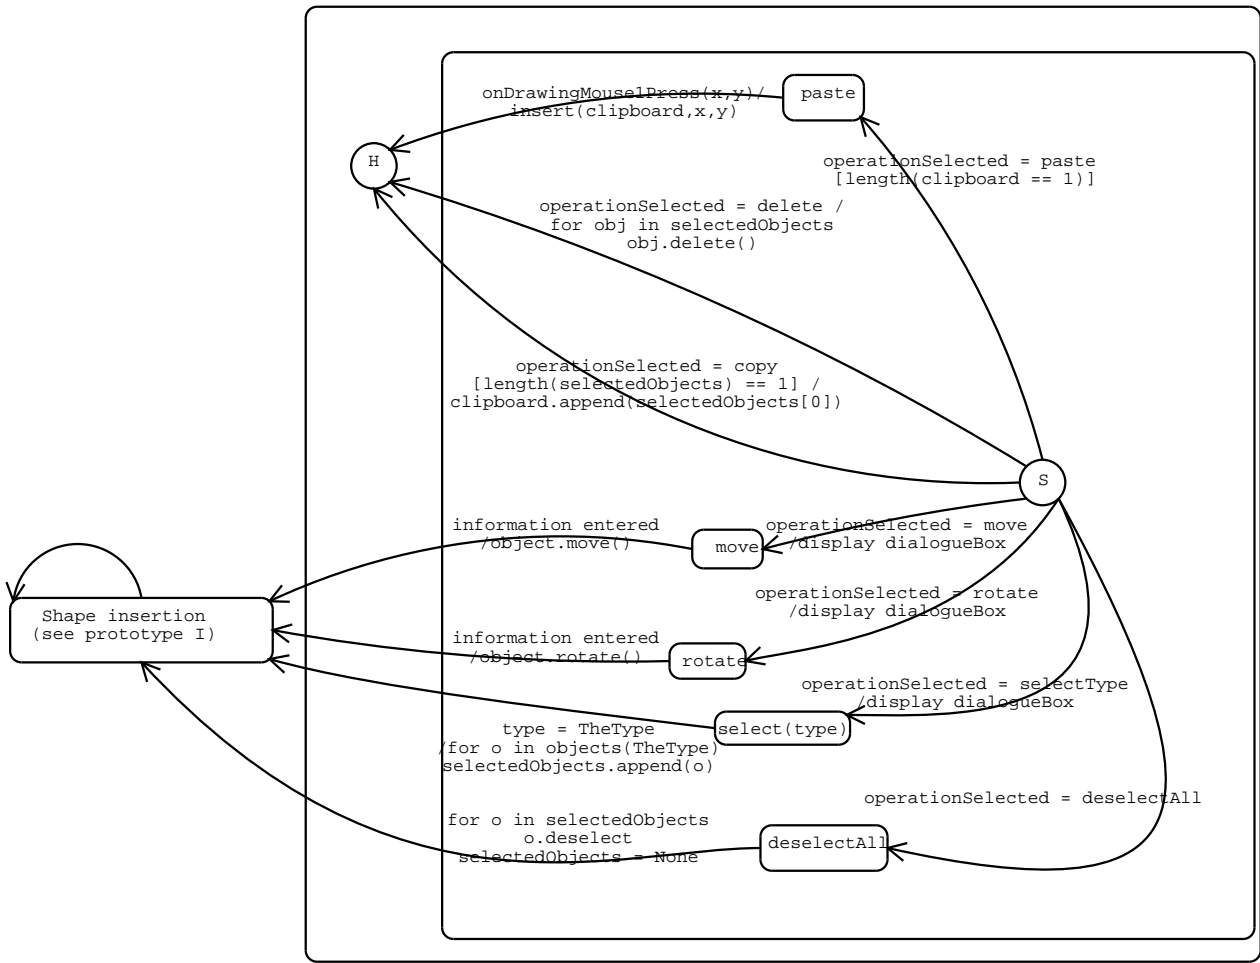 onDrawingMouse1Press(x,y)/
insert(clipboard,x,y)
paste
H
operationSelected = paste
[length(clipboard == 1)]
operationSelected = delete /
for obj in selectedObjects
obj.delete()
operationSelected = copy
[length(selectedObjects) == 1] /
clipboard.append(selectedObjects[0])
S
information entered
/object.move()
move
operationSelected = move
/display dialogueBox
Shape insertion
(see prototype I)
operationSelected = rotate
/display dialogueBox
information entered
/object.rotate()
rotate
operationSelected = selectType
/display dialogueBox
type = TheType
/for o in objects(TheType)
selectedObjects.append(o)
select(type)
operationSelected = deselectAll
for o in selectedObjects
o.deselect
selectedObjects = None
deselectAll